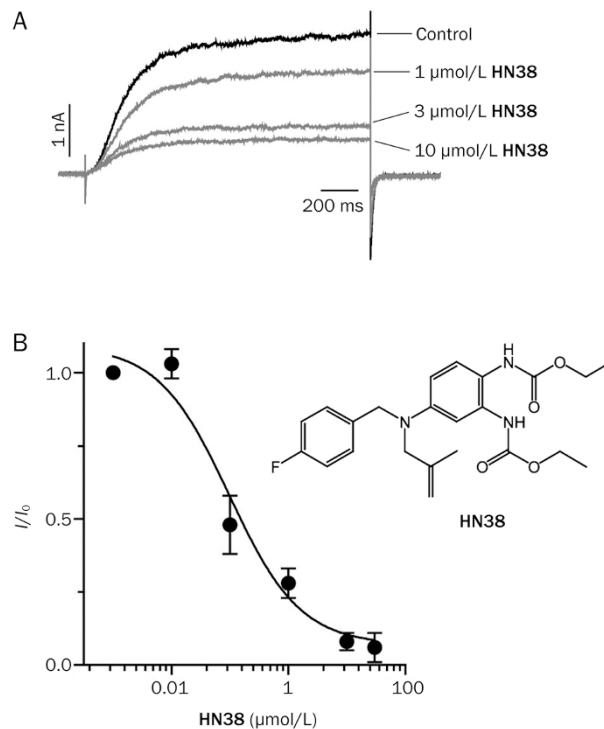 A
Control
1 µmol/L HN38
3 µmol/L HN38
10 µmol/L HN38
1 nA
200 ms
B
1.0
0.5
0.0
I/I₀
0.01
1
100
HN38 (µmol/L)
H
N
O
O
N
NH
F
O
O
HN38